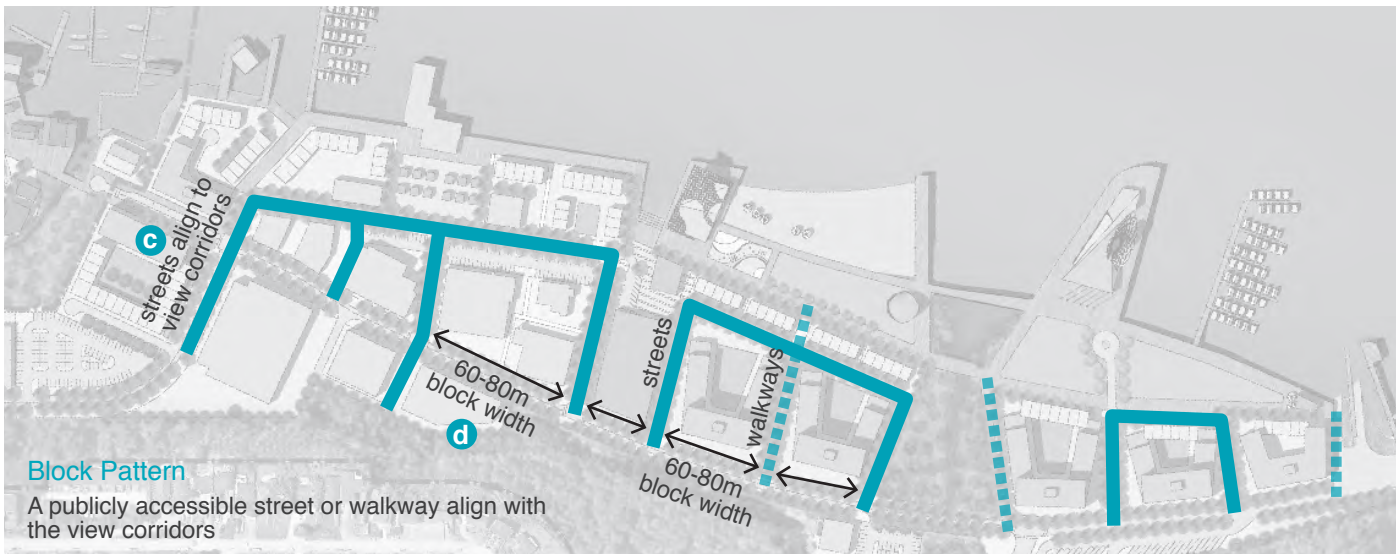 c
streets align to
view corridors
60-80m
block width
d
streets
walkways
60-80m
block width
Block Pattern
A publicly accessible street or walkway align with
the view corridors